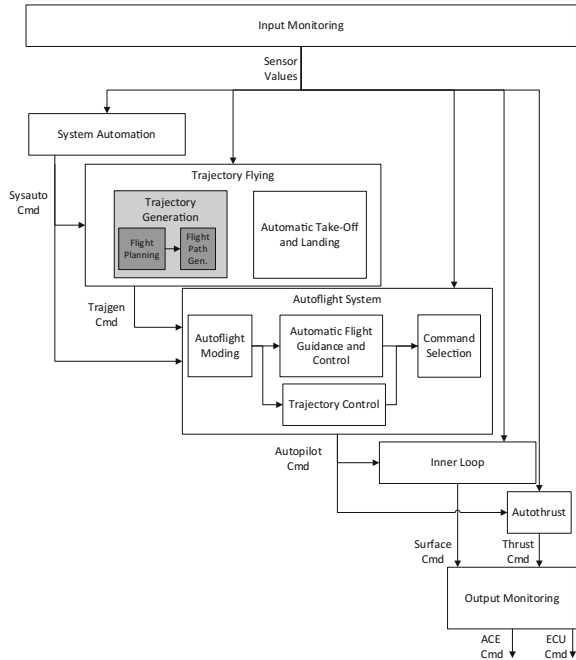 Input Monitoring
Sensor
Values
System Automation
Trajectory Flying
Sysauto
Cmd
Trajectory
Generation
Flight
Planning
Flight
Path
Gen.
Automatic Take-Off
and Landing
Trajgen
Cmd
Autoflight System
Autoflight
Moding
Automatic Flight
Guidance and
Control
Command
Selection
Trajectory Control
Autopilot
Cmd
Inner Loop
Autothrust
Surface
Cmd
Thrust
Cmd
Output Monitoring
ACE
Cmd
ECU
Cmd